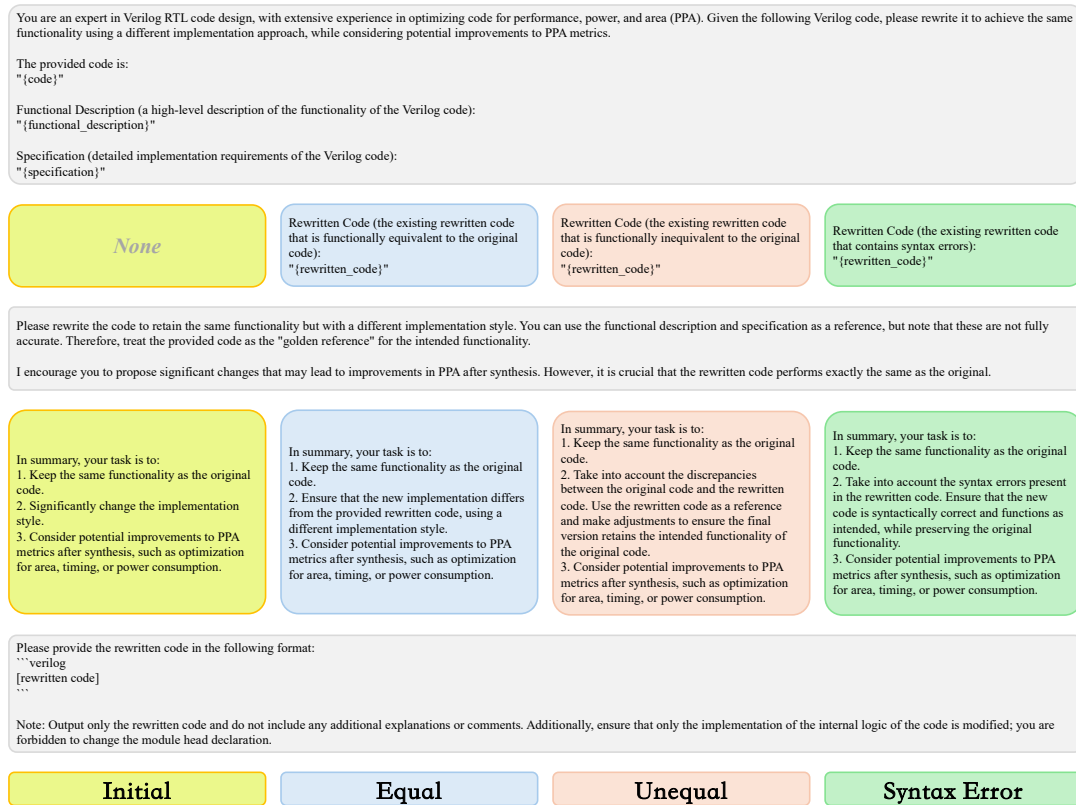 You are an expert in Verilog RTL code design, with extensive experience in optimizing code for performance, power, and area (PPA). Given the following Verilog code, please rewrite it to achieve the same
functionality using a different implementation approach, while considering potential improvements to PPA metrics.
The provided code is:
"{code}"
Functional Description (a high-level description of the functionality of the Verilog code):
"{functional_description}"
Specification (detailed implementation requirements of the Verilog code):
"{specification}"
None
Rewritten Code (the existing rewritten code
that is functionally equivalent to the original
code):
"{rewritten_code}"
Rewritten Code (the existing rewritten code
that is functionally inequivalent to the original
code):
"{rewritten_code}"
Rewritten Code (the existing rewritten code
that contains syntax errors):
"{rewritten_code}"
Please rewrite the code to retain the same functionality but with a different implementation style. You can use the functional description and specification as a reference, but note that these are not fully
accurate. Therefore, treat the provided code as the "golden reference" for the intended functionality.
I encourage you to propose significant changes that may lead to improvements in PPA after synthesis. However, it is crucial that the rewritten code performs exactly the same as the original.
In summary, your task is to:
1. Keep the same functionality as the original
code.
2. Significantly change the implementation
style.
3. Consider potential improvements to PPA
metrics after synthesis, such as optimization
for area, timing, or power consumption.
In summary, your task is to:
1. Keep the same functionality as the original
code.
2. Ensure that the new implementation differs
from the provided rewritten code, using a
different implementation style.
3. Consider potential improvements to PPA
metrics after synthesis, such as optimization
for area, timing, or power consumption.
In summary, your task is to:
1. Keep the same functionality as the original
code.
2. Take into account the discrepancies
between the original code and the rewritten
code. Use the rewritten code as a reference
and make adjustments to ensure the final
version retains the intended functionality of
the original code.
3. Consider potential improvements to PPA
metrics after synthesis, such as optimization
for area, timing, or power consumption.
In summary, your task is to:
1. Keep the same functionality as the original
code.
2. Take into account the syntax errors present
in the rewritten code. Ensure that the new
code is syntactically correct and functions as
intended, while preserving the original
functionality.
3. Consider potential improvements to PPA
metrics after synthesis, such as optimization
for area, timing, or power consumption.
Please provide the rewritten code in the following format:
```verilog
[rewritten code]
```
Note: Output only the rewritten code and do not include any additional explanations or comments. Additionally, ensure that only the implementation of the internal logic of the code is modified; you are
forbidden to change the module head declaration.
Initial
Equal
Unequal
Syntax Error